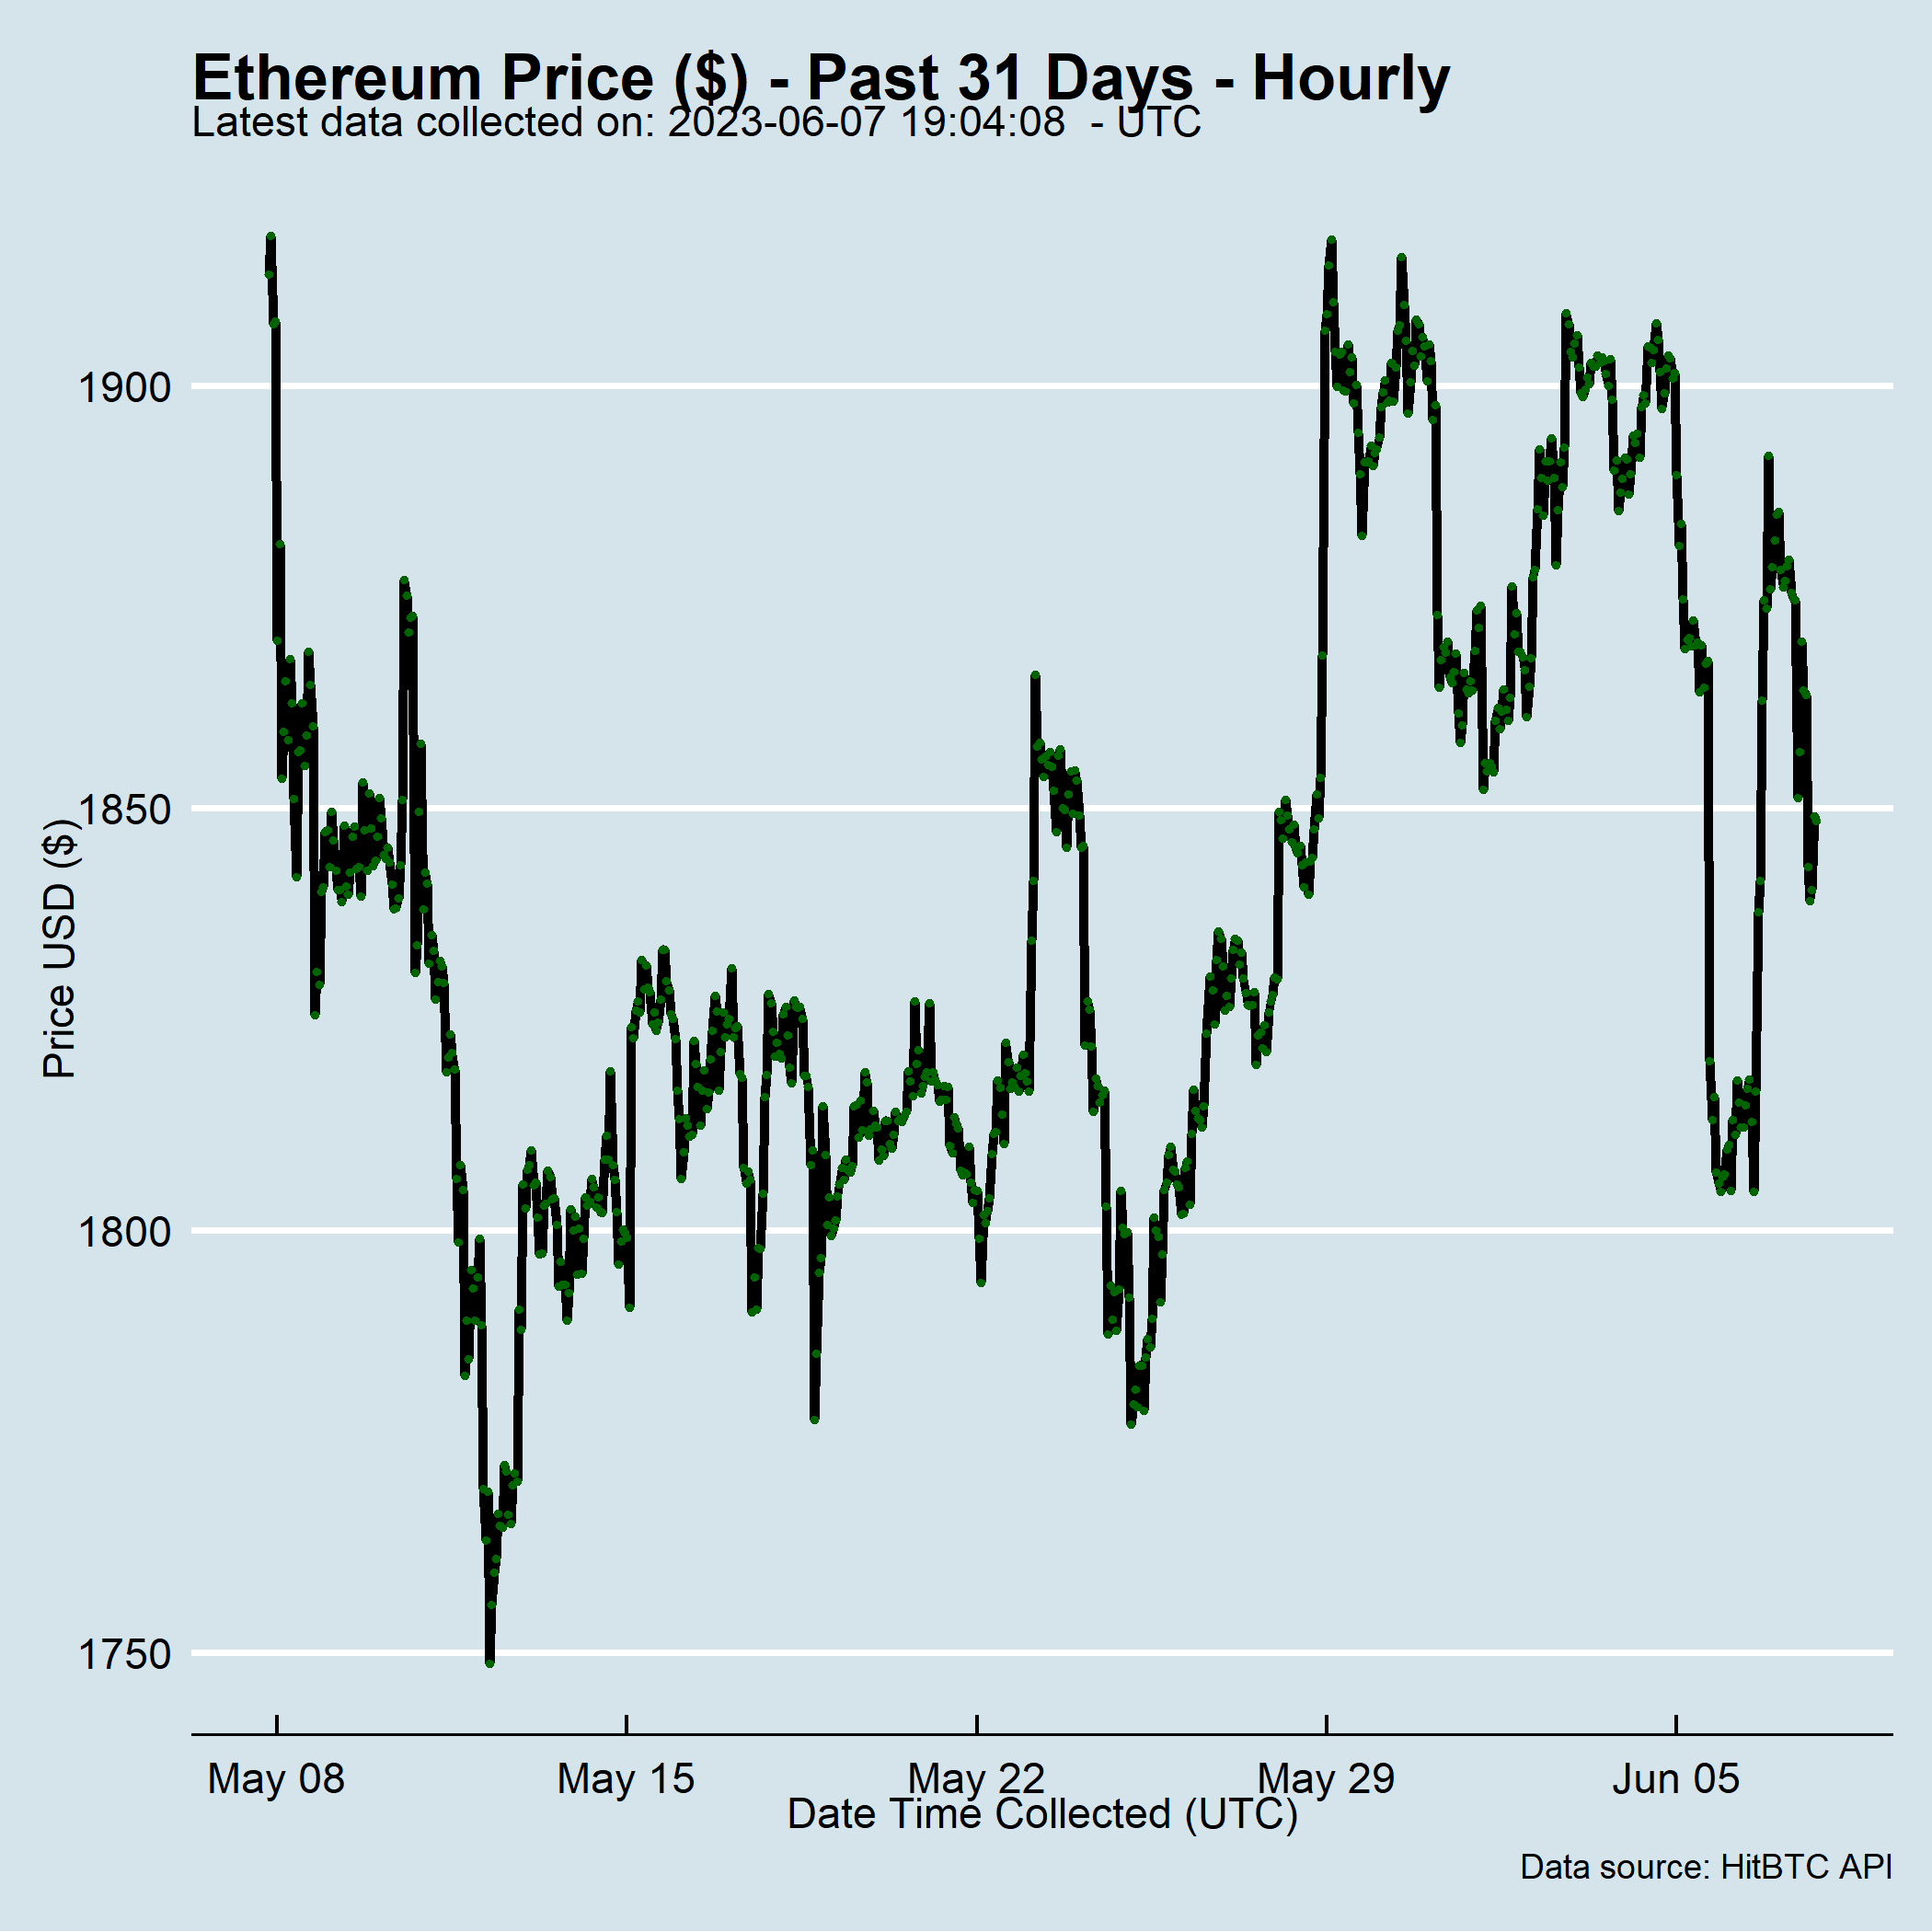 Ethereum Price ($) - Past 31 Days - Hourly
Latest data collected on: 2023-06-07 19:04:08  - UTC
1900
1850
1800
1750
Price USD ($)
May 08
May 15
May 22
May 29
Jun 05
Date Time Collected (UTC)
Data source: HitBTC API